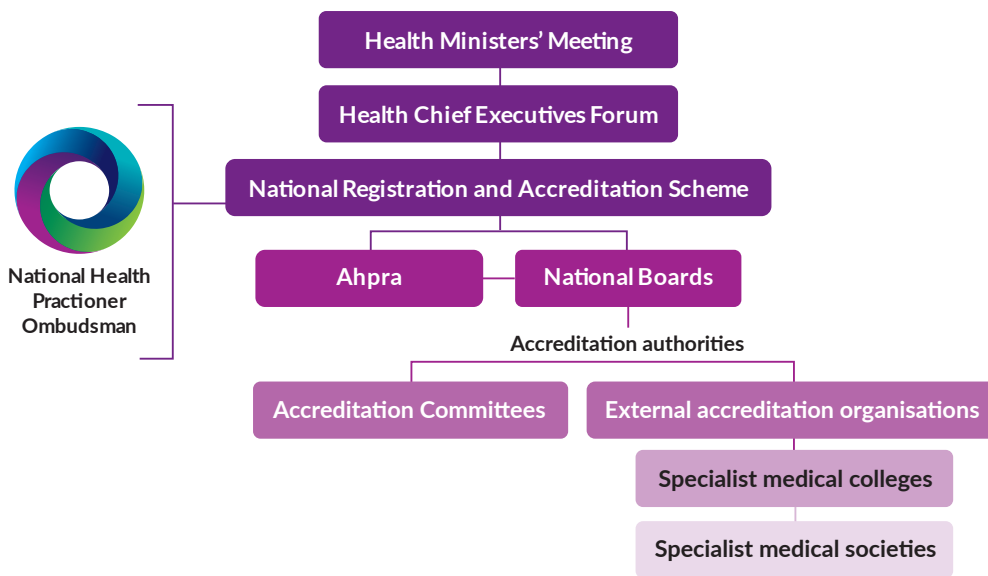 Health Ministers’ Meeting
Health Chief Executives Forum
National Registration and Accreditation Scheme
National Health
Practioner
Ombudsman
Ahpra
National Boards
Accreditation authorities
Accreditation Committees
External accreditation organisations
Specialist medical colleges
Specialist medical societies